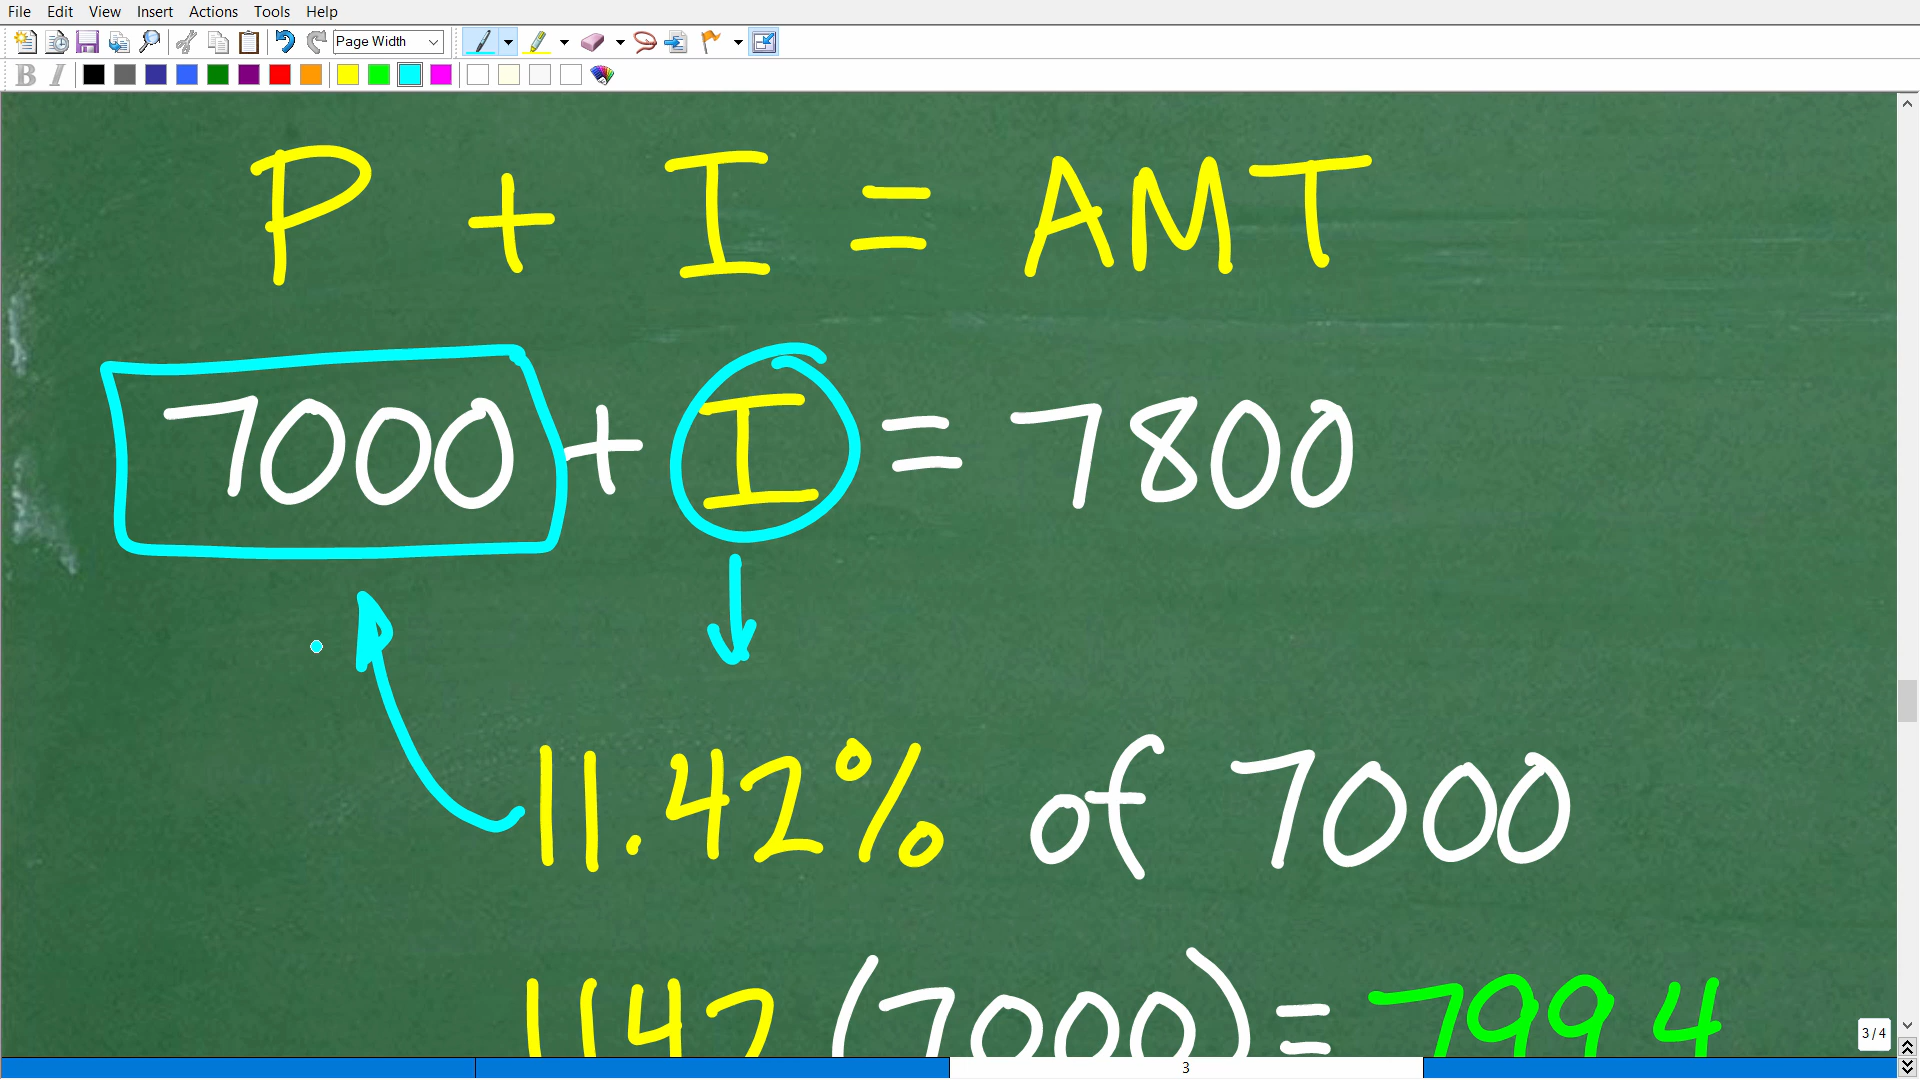 File Edit View Insert Actions Tools Help
Page Width
B I
P + I = AMT
7000 + I = 7800
11.42% of 7000
.1142 (7000) = 799.4
3 / 4
3